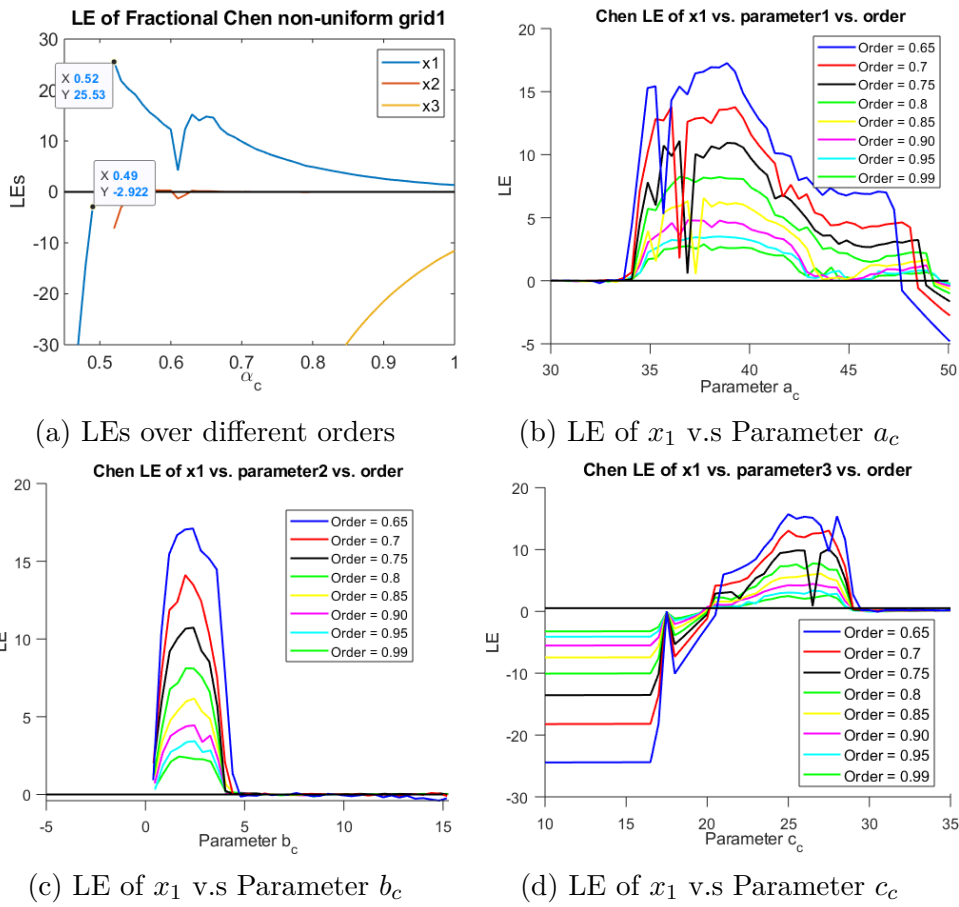 LE of Fractional Chen non-uniform grid1
30
20
10
0
-10
-20
-30
LEs
X 0.52
Y 25.53
X 0.49
Y -2.922
x1
x2
x3
0.5
0.6
0.7
0.8
0.9
1
α_c
(a) LEs over different orders
Chen LE of x1 vs. parameter1 vs. order
20
15
10
5
0
-5
LE
Order = 0.65
Order = 0.7
Order = 0.75
Order = 0.8
Order = 0.85
Order = 0.90
Order = 0.95
Order = 0.99
30
35
40
45
50
Parameter a_c
(b) LE of x_1 v.s Parameter a_c
Chen LE of x1 vs. parameter2 vs. order
20
15
10
5
0
LE
Order = 0.65
Order = 0.7
Order = 0.75
Order = 0.8
Order = 0.85
Order = 0.90
Order = 0.95
Order = 0.99
-5
0
5
10
15
Parameter b_c
(c) LE of x_1 v.s Parameter b_c
Chen LE of x1 vs. parameter3 vs. order
20
10
0
-10
-20
-30
LE
Order = 0.65
Order = 0.7
Order = 0.75
Order = 0.8
Order = 0.85
Order = 0.90
Order = 0.95
Order = 0.99
10
15
20
25
30
35
Parameter c_c
(d) LE of x_1 v.s Parameter c_c